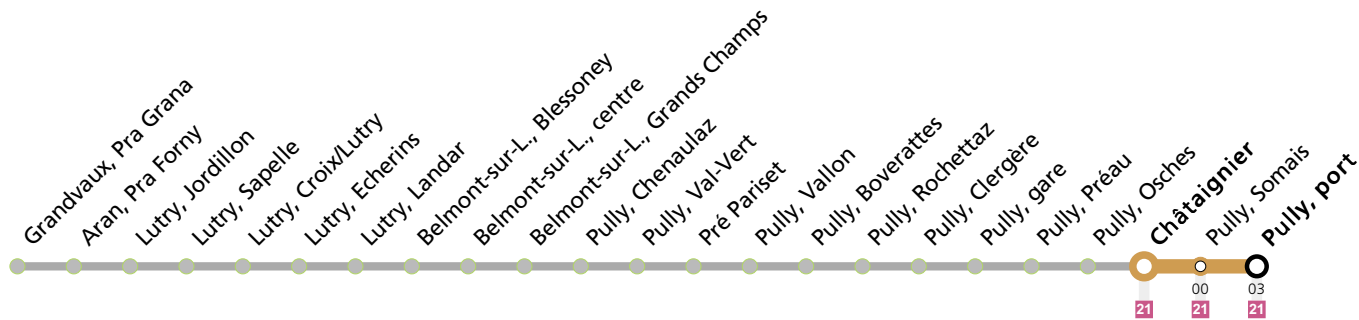 Grandvaux, Pra Grana
Aran, Pra Forny
Lutry, Jordillon
Lutry, Sapelle
Lutry, Croix/Lutry
Lutry, Echerins
Lutry, Landar
Belmont-sur-L., Blessoney
Belmont-sur-L., centre
Belmont-sur-L., Grands Champs
Pully, Chenaulaz
Pully, Val-Vert
Pré Pariset
Pully, Vallon
Pully, Boverattes
Pully, Rochettaz
Pully, Clergère
Pully, gare
Pully, Préau
Pully, Osches
Châtaignier
Pully, Somais
Pully, port
00 03
21 21 21